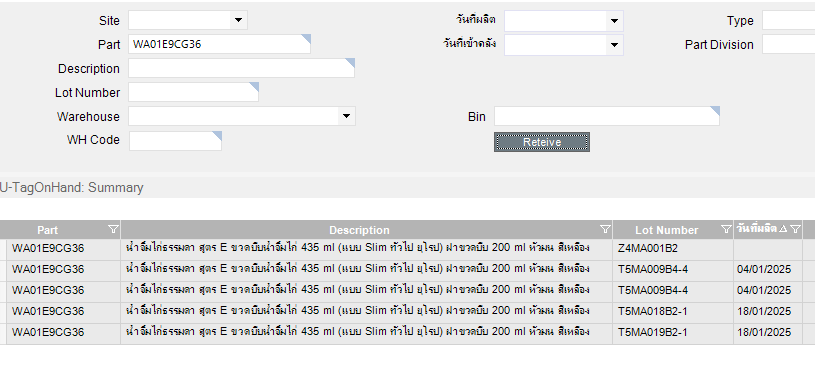 Site วันที่ผลิต Type
Part WA01E9CG36 วันที่เข้าคลัง Part Division
Description
Lot Number
Warehouse Bin
WH Code Reteive
U-TagOnHand: Summary
Part Description Lot Number วันที่ผลิต
WA01E9CG36 น้ำจิ้มไก่ธรรมดา สูตร E ขวดบีบน้ำจิ้มไก่ 435 ml (แบบ Slim ทั่วไป ยุโรป) ฝาขวดบีบ 200 ml หัวมน สีเหลือง Z4MA001B2
WA01E9CG36 น้ำจิ้มไก่ธรรมดา สูตร E ขวดบีบน้ำจิ้มไก่ 435 ml (แบบ Slim ทั่วไป ยุโรป) ฝาขวดบีบ 200 ml หัวมน สีเหลือง T5MA009B4-4 04/01/2025
WA01E9CG36 น้ำจิ้มไก่ธรรมดา สูตร E ขวดบีบน้ำจิ้มไก่ 435 ml (แบบ Slim ทั่วไป ยุโรป) ฝาขวดบีบ 200 ml หัวมน สีเหลือง T5MA009B4-4 04/01/2025
WA01E9CG36 น้ำจิ้มไก่ธรรมดา สูตร E ขวดบีบน้ำจิ้มไก่ 435 ml (แบบ Slim ทั่วไป ยุโรป) ฝาขวดบีบ 200 ml หัวมน สีเหลือง T5MA018B2-1 18/01/2025
WA01E9CG36 น้ำจิ้มไก่ธรรมดา สูตร E ขวดบีบน้ำจิ้มไก่ 435 ml (แบบ Slim ทั่วไป ยุโรป) ฝาขวดบีบ 200 ml หัวมน สีเหลือง T5MA019B2-1 18/01/2025